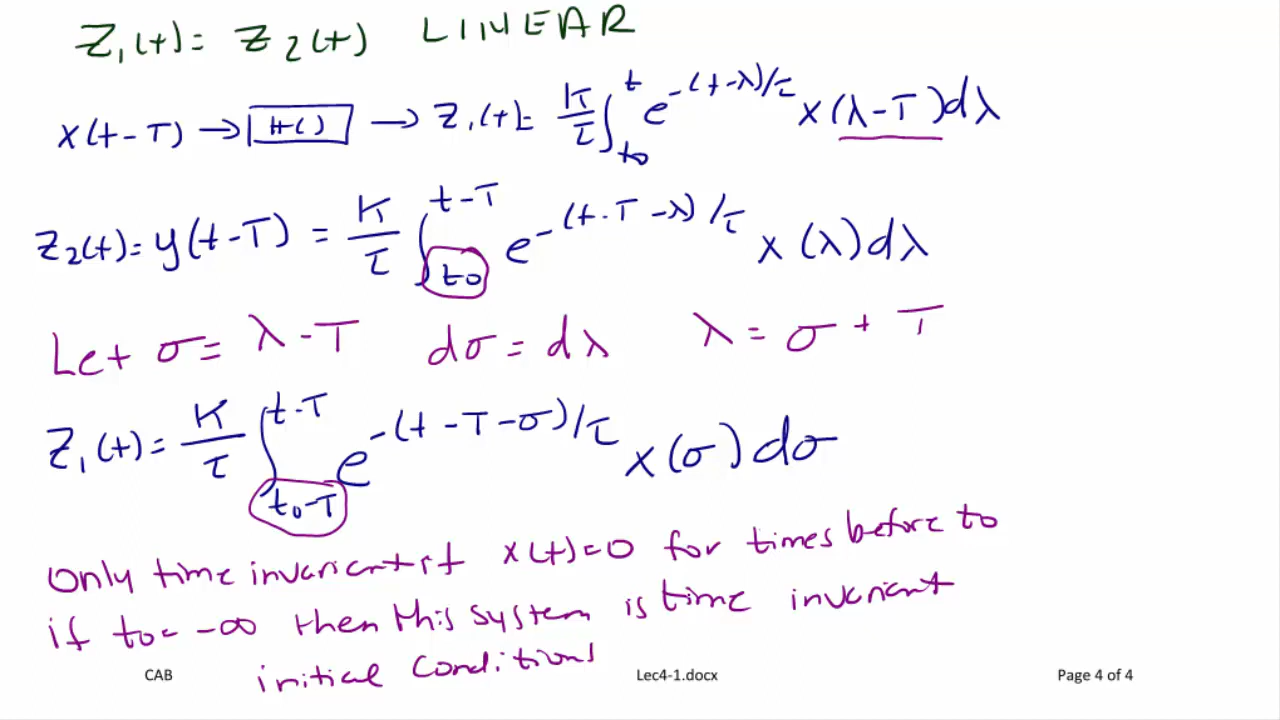 Z₁(t) = Z₂(t) LINEAR
x(t-T) → H() → Z₁(t) = K/τ ∫_{t₀}^{t} e^{-(t-λ)/τ} x(λ-T)dλ
Z₂(t) = y(t-T) = K/τ ∫_{t₀}^{t-T} e^{-(t-T-λ)/τ} x(λ)dλ
Let σ = λ-T dσ = dλ λ = σ + T
Z₁(t) = K/τ ∫_{t₀-T}^{t-T} e^{-(t-T-σ)/τ} x(σ)dσ
Only time invariant if x(t)=0 for times before to
if to= -∞ then this system is time invariant
initial conditions
CAB Lec4-1.docx Page 4 of 4